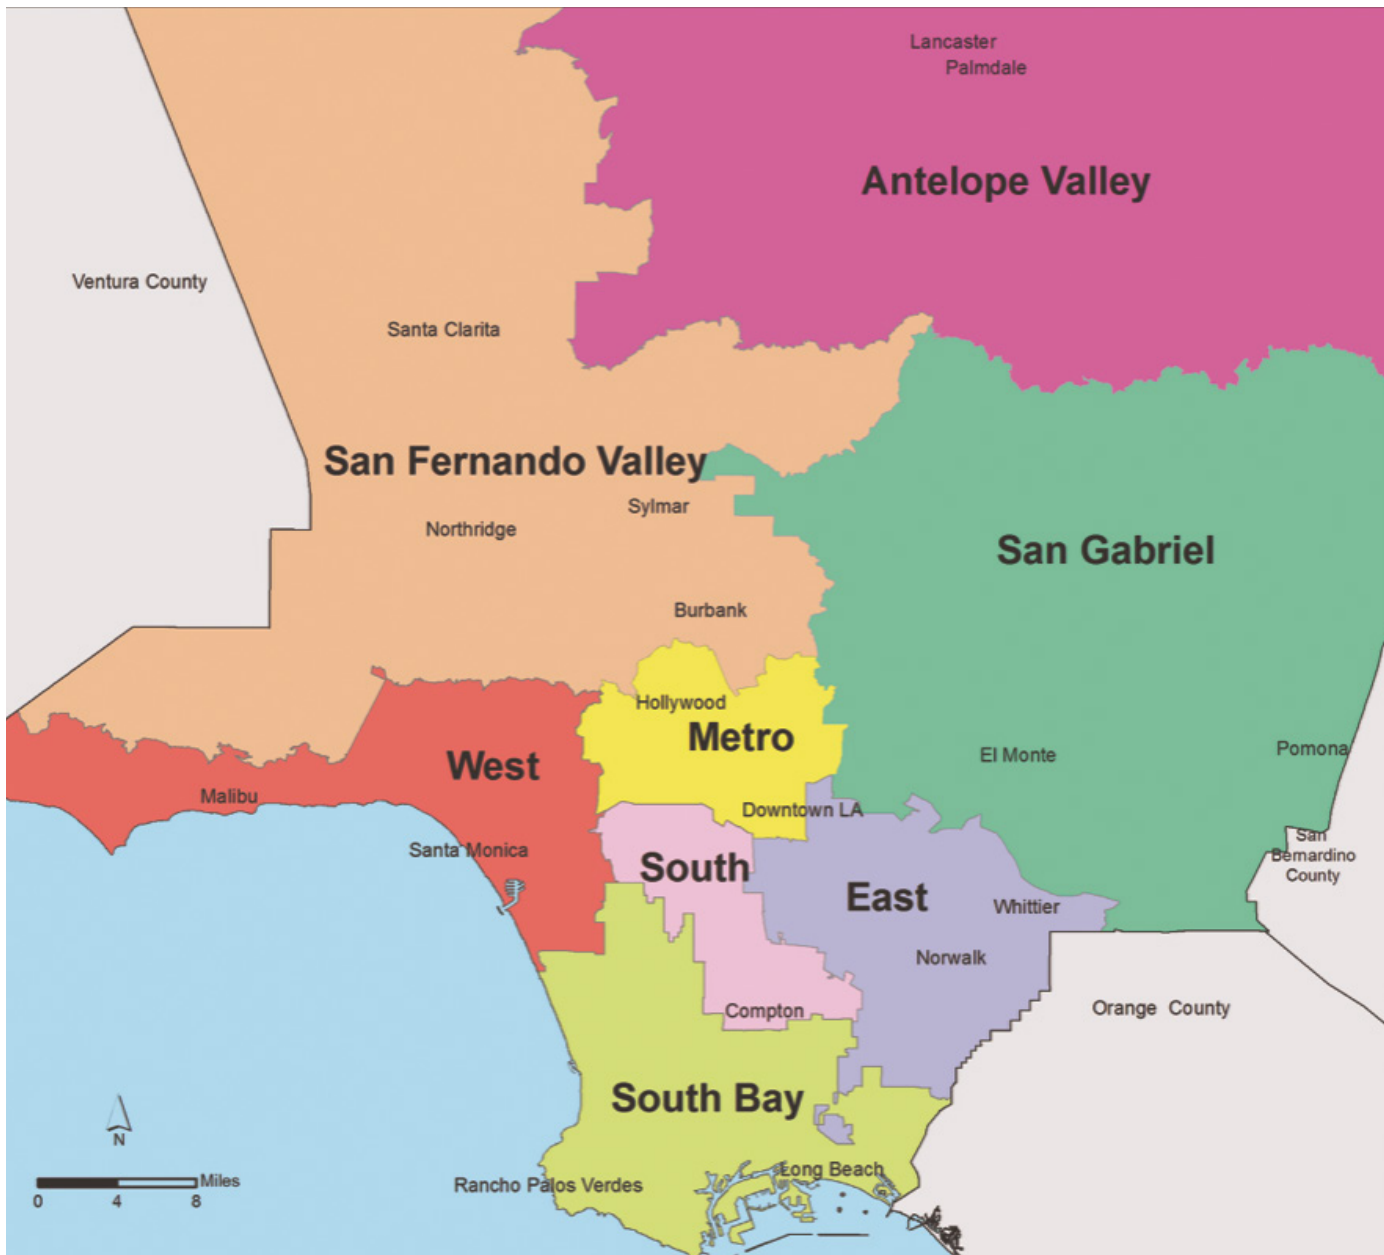 Lancaster
Palmdale
Antelope Valley
Ventura County
Santa Clarita
San Fernando Valley
Sylmar
Northridge
San Gabriel
Burbank
Hollywood
Metro
West
El Monte
Pomona
Malibu
Downtown LA
San
Bernardino
County
Santa Monica
South
East
Whittier
Norwalk
Compton
Orange County
South Bay
N
Long Beach
Rancho Palos Verdes
Miles
0 4 8